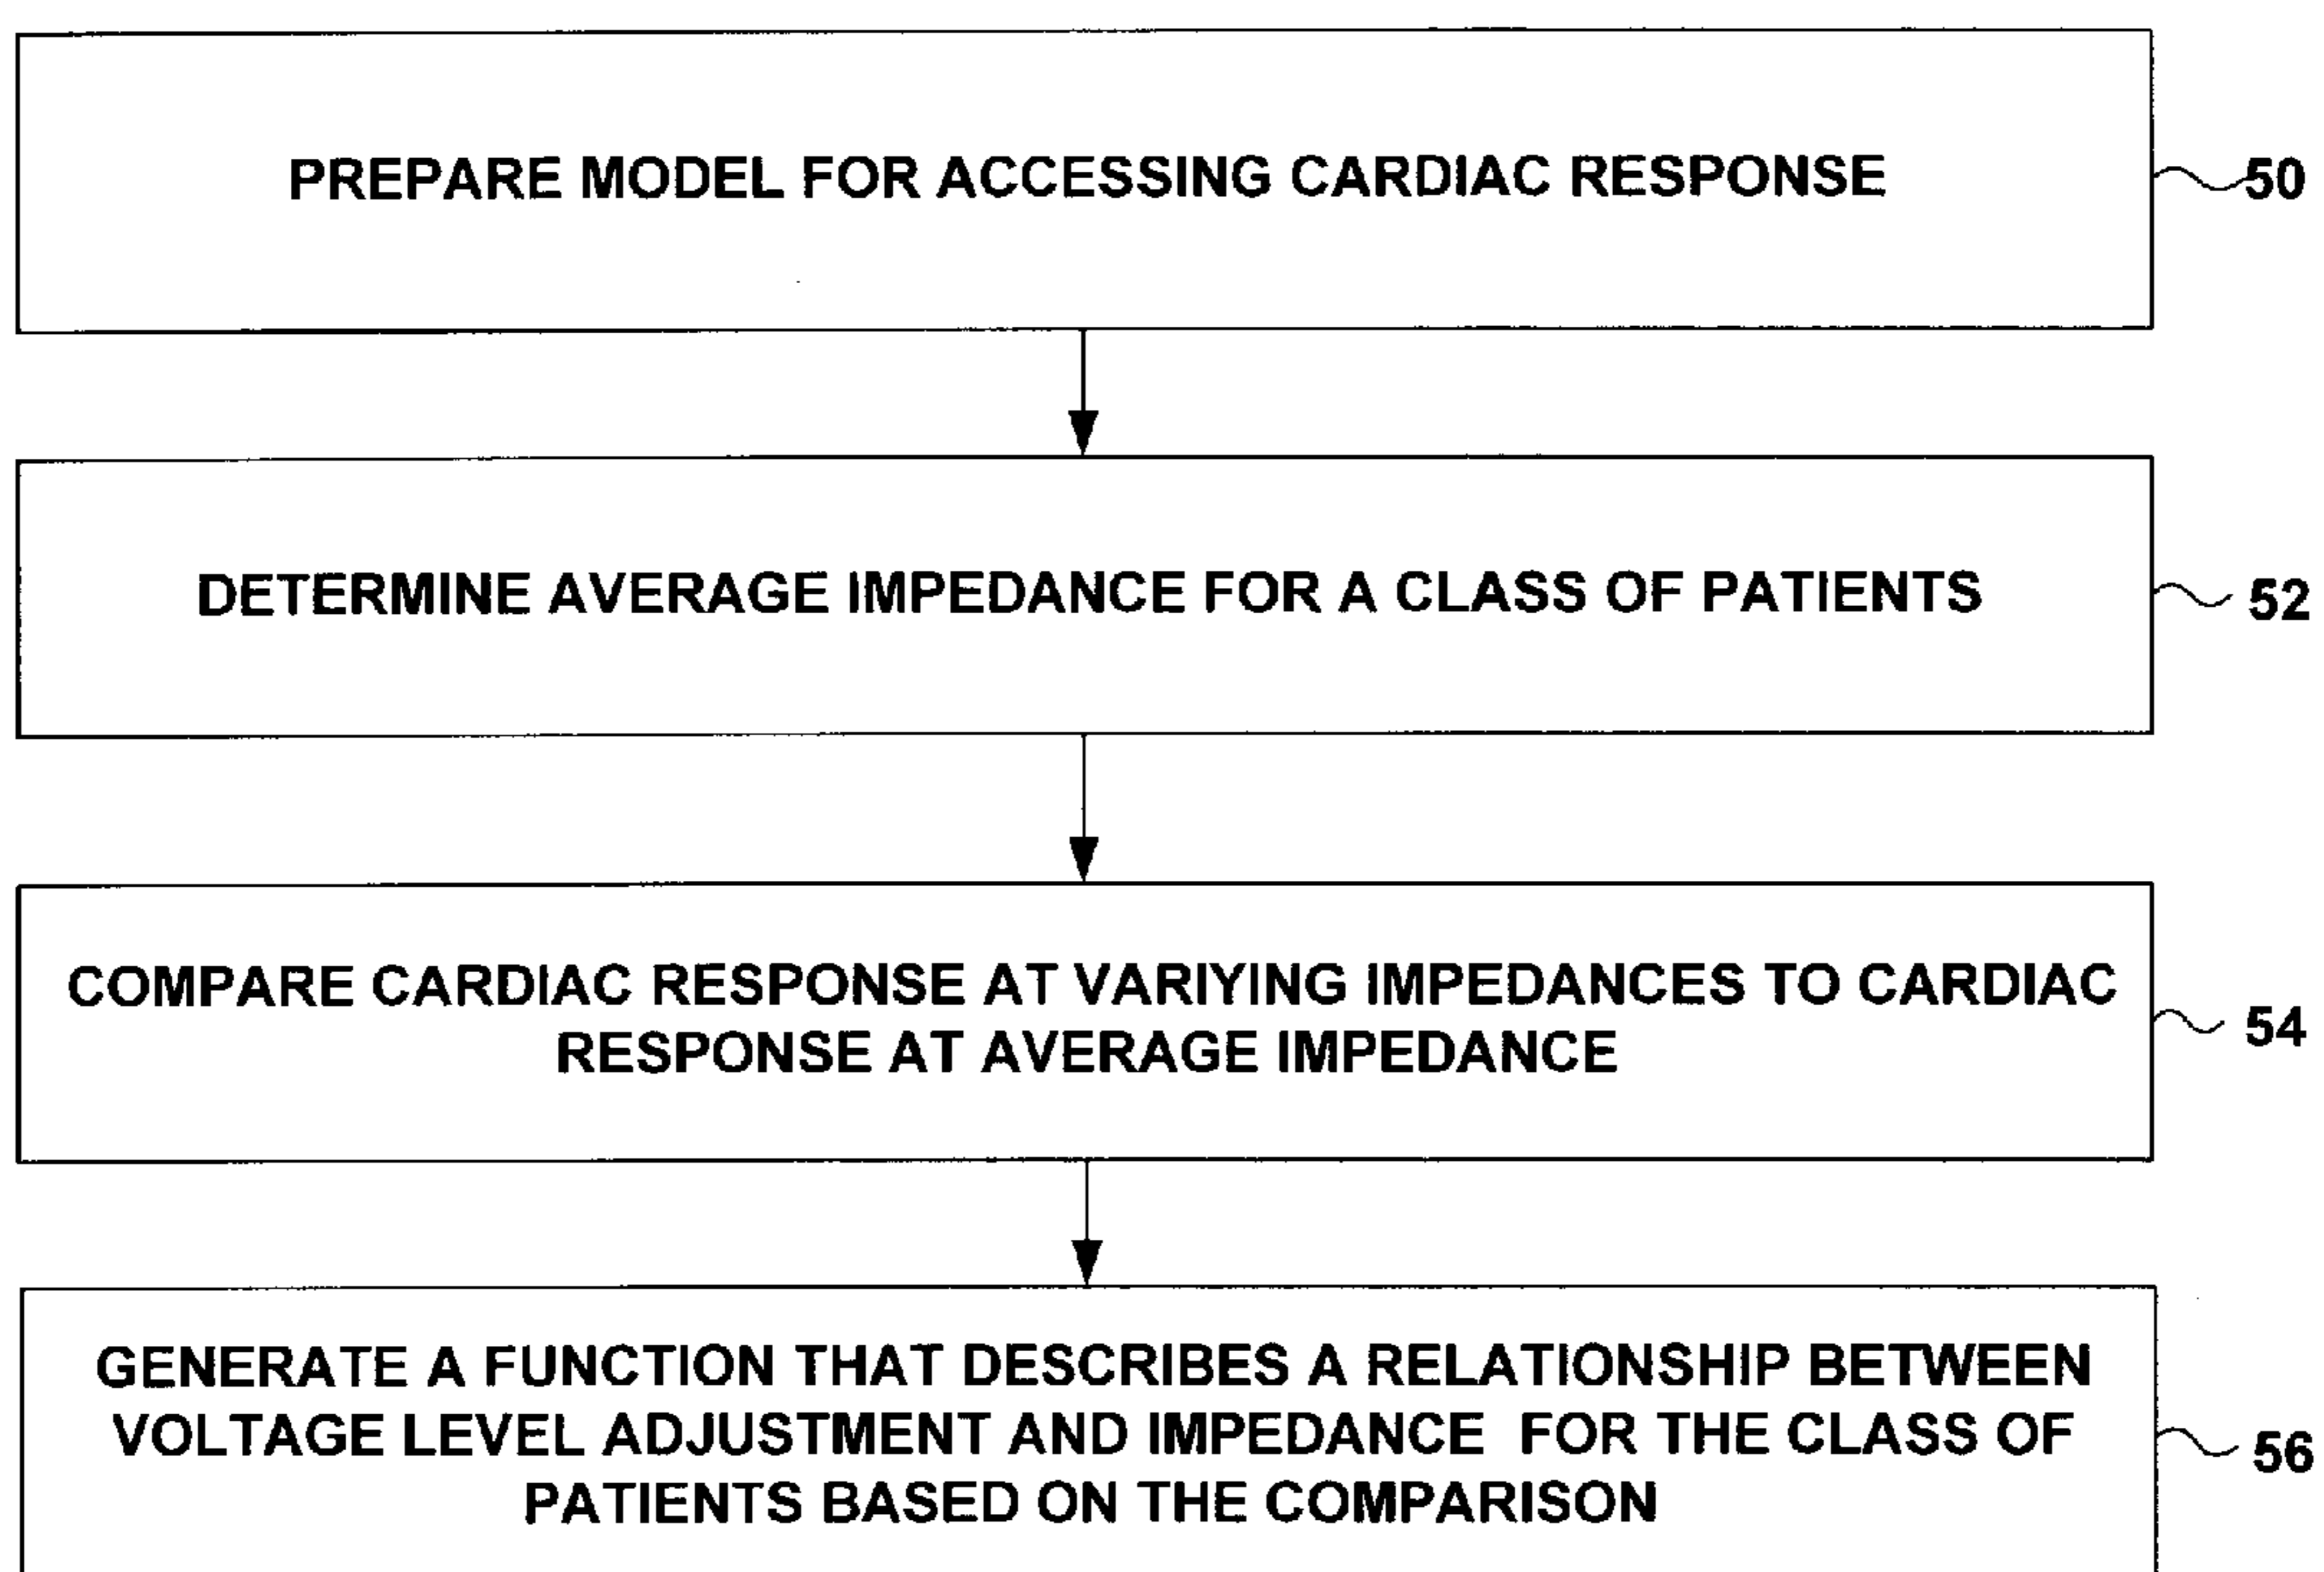 PREPARE MODEL FOR ACCESSING CARDIAC RESPONSE
50
DETERMINE AVERAGE IMPEDANCE FOR A CLASS OF PATIENTS
52
COMPARE CARDIAC RESPONSE AT VARIYING IMPEDANCES TO CARDIAC
RESPONSE AT AVERAGE IMPEDANCE
54
GENERATE A FUNCTION THAT DESCRIBES A RELATIONSHIP BETWEEN
VOLTAGE LEVEL ADJUSTMENT AND IMPEDANCE FOR THE CLASS OF
PATIENTS BASED ON THE COMPARISON
56